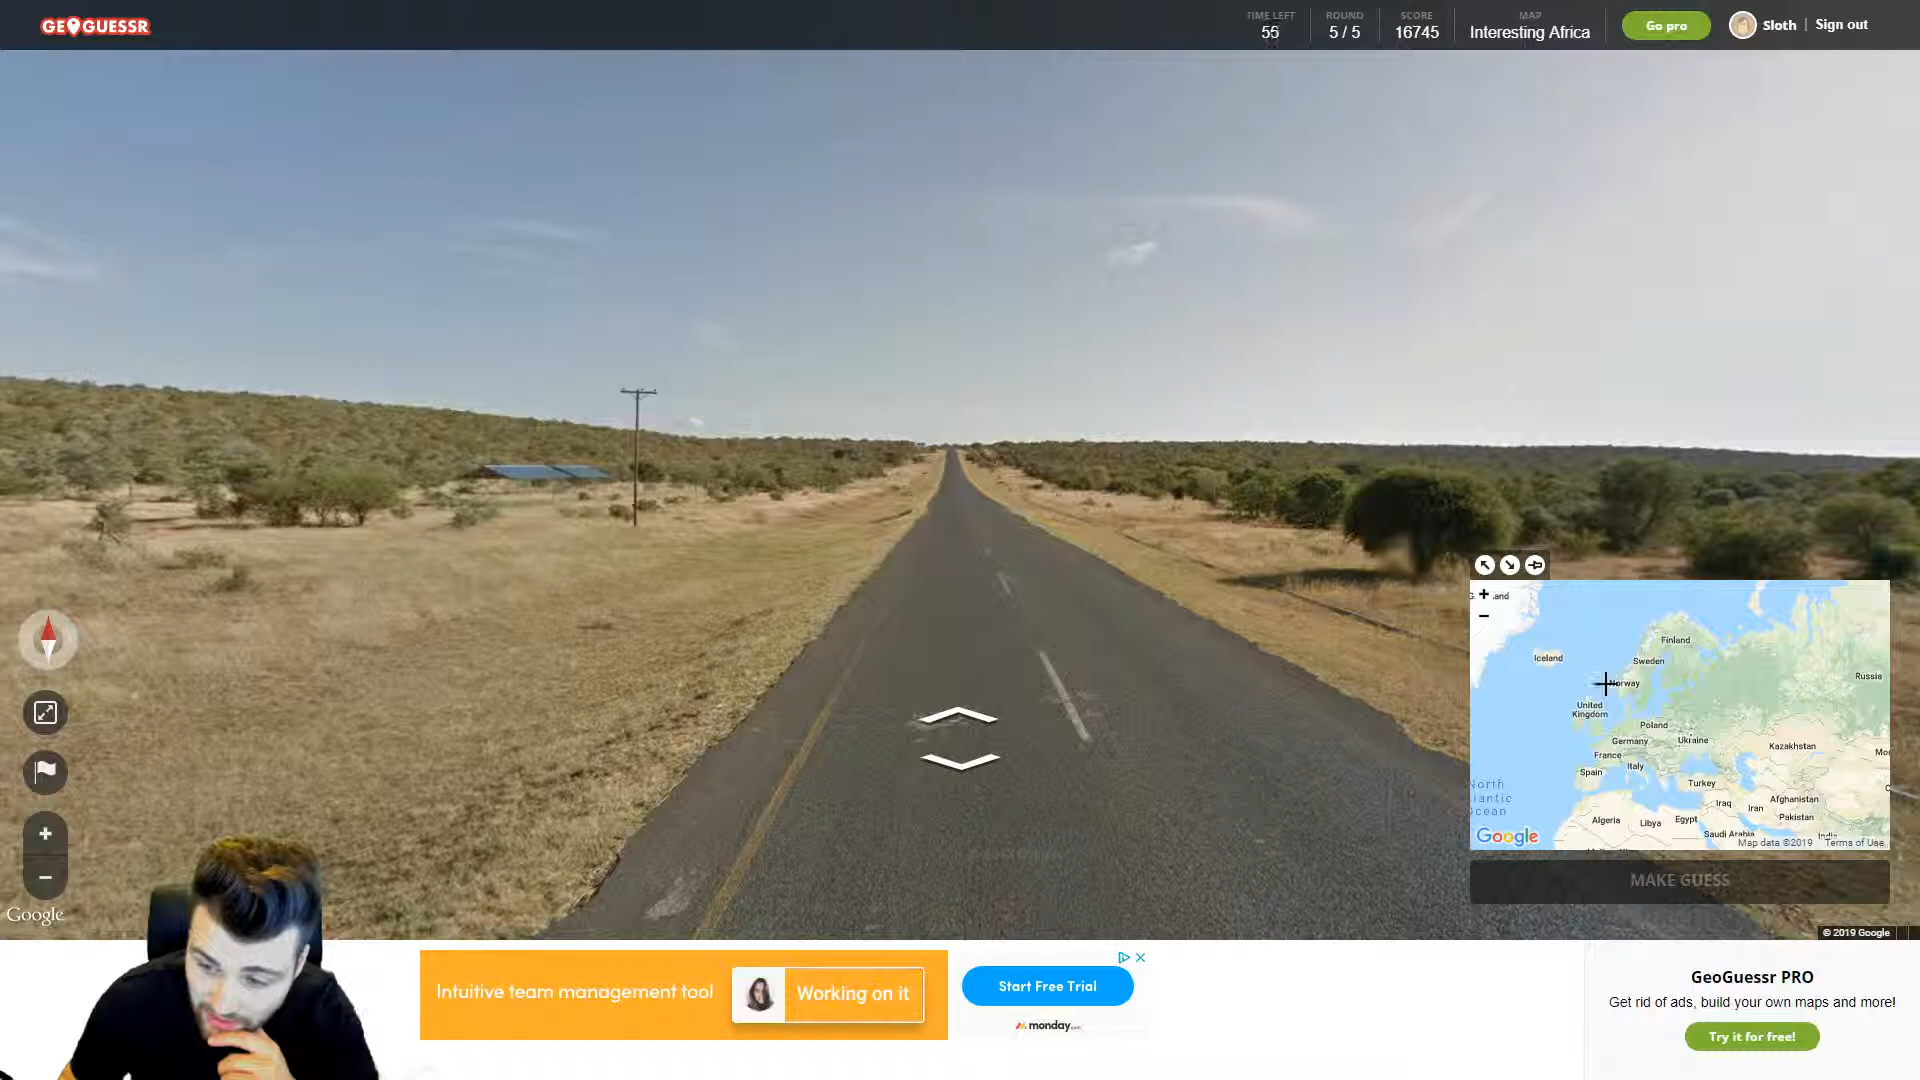 GEOGUESSR
TIME LEFT
55
ROUND
5 / 5
SCORE
16745
MAP
Interesting Africa
Go pro
Sloth
Sign out
+
−
Finland
Iceland
Sweden
Norway
Russia
United
Kingdom
Poland
Germany
Ukraine
France
Kazakhstan
Spain
Italy
Turkey
Iraq
Iran
Afghanistan
Pakistan
Algeria
Libya
Egypt
Saudi Arabia
Google
Map data ©2019
Terms of Use
MAKE GUESS
+
−
Google
© 2019 Google
Intuitive team management tool
Working on it
Start Free Trial
monday.com
GeoGuessr PRO
Get rid of ads, build your own maps and more!
Try it for free!